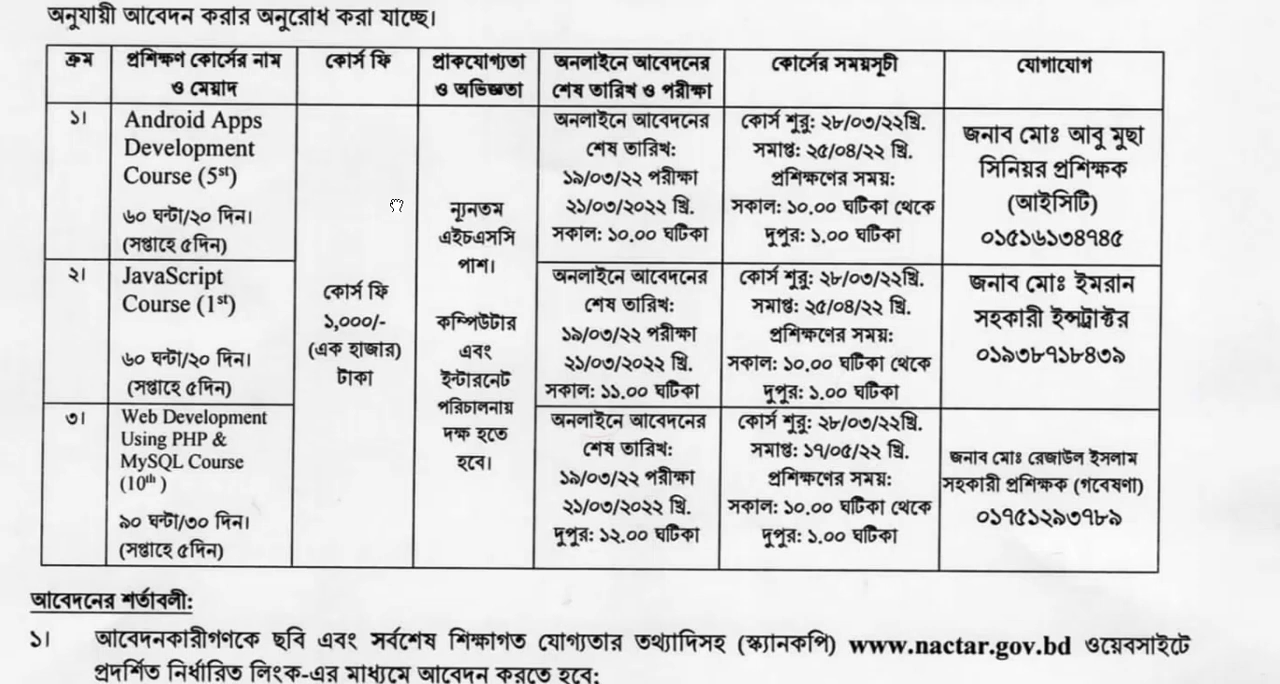 অনুযায়ী আবেদন করার অনুরোধ করা যাচ্ছে।
ক্রম
প্রশিক্ষণ কোর্সের নাম
ও মেয়াদ
কোর্স ফি
প্রাকযোগ্যতা
ও অভিজ্ঞতা
অনলাইনে আবেদনের
শেষ তারিখ ও পরীক্ষা
কোর্সের সময়সূচী
যোগাযোগ
১।
Android Apps
Development
Course (5st)
৬০ ঘন্টা/২০ দিন।
(সপ্তাহে ৫দিন)
কোর্স ফি
১,০০০/-
(এক হাজার)
টাকা
ন্যূনতম
এইচএসসি
পাশ।
কম্পিউটার
এবং
ইন্টারনেট
পরিচালনায়
দক্ষ হতে
হবে।
অনলাইনে আবেদনের
শেষ তারিখ:
১৯/০৩/২২ পরীক্ষা
২১/০৩/২০২২ খ্রি.
সকাল: ১০.০০ ঘটিকা
কোর্স শুরু: ২৮/০৩/২২খ্রি.
সমাপ্ত: ২৫/০৪/২২ খ্রি.
প্রশিক্ষণের সময়:
সকাল: ১০.০০ ঘটিকা থেকে
দুপুর: ১.০০ ঘটিকা
জনাব মোঃ আবু মুছা
সিনিয়র প্রশিক্ষক
(আইসিটি)
০১৫১৬১৩৪৭৪৫
২।
JavaScript
Course (1st)
৬০ ঘন্টা/২০ দিন।
(সপ্তাহে ৫দিন)
অনলাইনে আবেদনের
শেষ তারিখ:
১৯/০৩/২২ পরীক্ষা
২১/০৩/২০২২ খ্রি.
সকাল: ১১.০০ ঘটিকা
কোর্স শুরু: ২৮/০৩/২২খ্রি.
সমাপ্ত: ২৫/০৪/২২ খ্রি.
প্রশিক্ষণের সময়:
সকাল: ১০.০০ ঘটিকা থেকে
দুপুর: ১.০০ ঘটিকা
জনাব মোঃ ইমরান
সহকারী ইন্সট্রাক্টর
০১৯৩৮৭১৮৪৩৯
৩।
Web Development
Using PHP &
MySQL Course
(10th )
৯০ ঘন্টা/৩০ দিন।
(সপ্তাহে ৫দিন)
অনলাইনে আবেদনের
শেষ তারিখ:
১৯/০৩/২২ পরীক্ষা
২১/০৩/২০২২ খ্রি.
দুপুর: ১২.০০ ঘটিকা
কোর্স শুরু: ২৮/০৩/২২খ্রি.
সমাপ্ত: ১৭/০৫/২২ খ্রি.
প্রশিক্ষণের সময়:
সকাল: ১০.০০ ঘটিকা থেকে
দুপুর: ১.০০ ঘটিকা
জনাব মোঃ রেজাউল ইসলাম
সহকারী প্রশিক্ষক (গবেষণা)
০১৭৫১২৯৩৭৮৯
আবেদনের শর্তাবলী:
১। আবেদনকারীগণকে ছবি এবং সর্বশেষ শিক্ষাগত যোগ্যতার তথ্যাদিসহ (স্ক্যানকপি) www.nactar.gov.bd ওয়েবসাইটে
প্রদর্শিত নির্ধারিত লিংক-এর মাধ্যমে আবেদন করতে হবে;